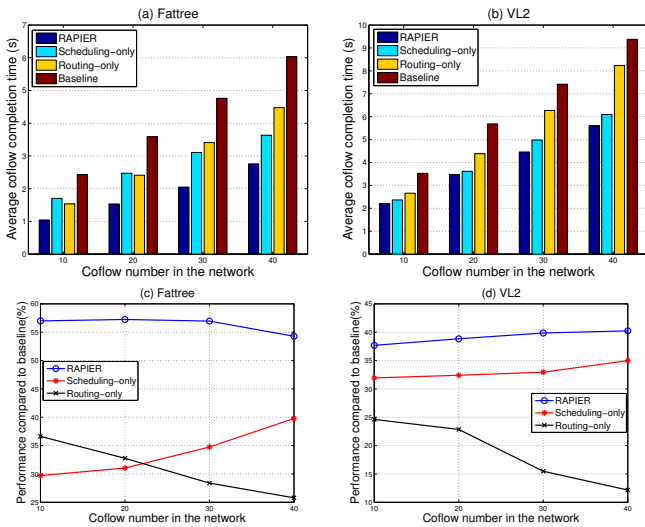 (a) Fattree
Average coflow completion time (s)
7
6
5
4
3
2
1
0
RAPIER
Scheduling-only
Routing-only
Baseline
10
20
30
40
Coflow number in the network
(b) VL2
Average coflow completion time (s)
10
9
8
7
6
5
4
3
2
1
0
RAPIER
Scheduling-only
Routing-only
Baseline
10
20
30
40
Coflow number in the network
(c) Fattree
Performance compared to baseline(%)
60
55
50
45
40
35
30
25
RAPIER
Scheduling-only
Routing-only
10
20
30
40
Coflow number in the network
(d) VL2
Performance compared to baseline(%)
45
40
35
30
25
20
15
10
RAPIER
Scheduling-only
Routing-only
10
20
30
40
Coflow number in the network